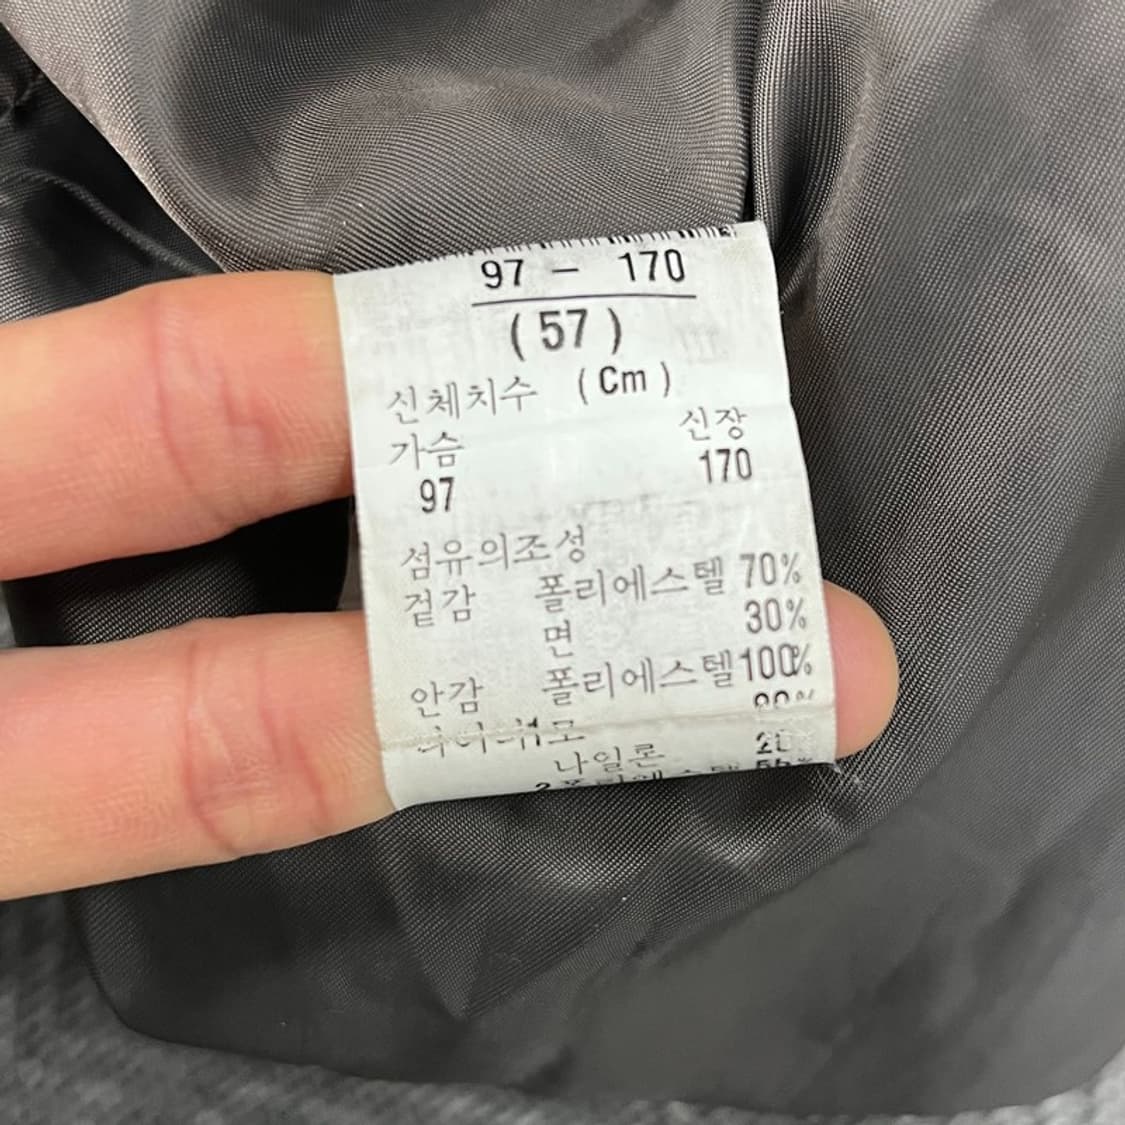 97 - 170
( 57 )
신체치수 ( Cm )
가슴 신장
97 170
섬유의조성
겉감 폴리에스텔 70%
면 30%
안감 폴리에스텔 100%
나일론